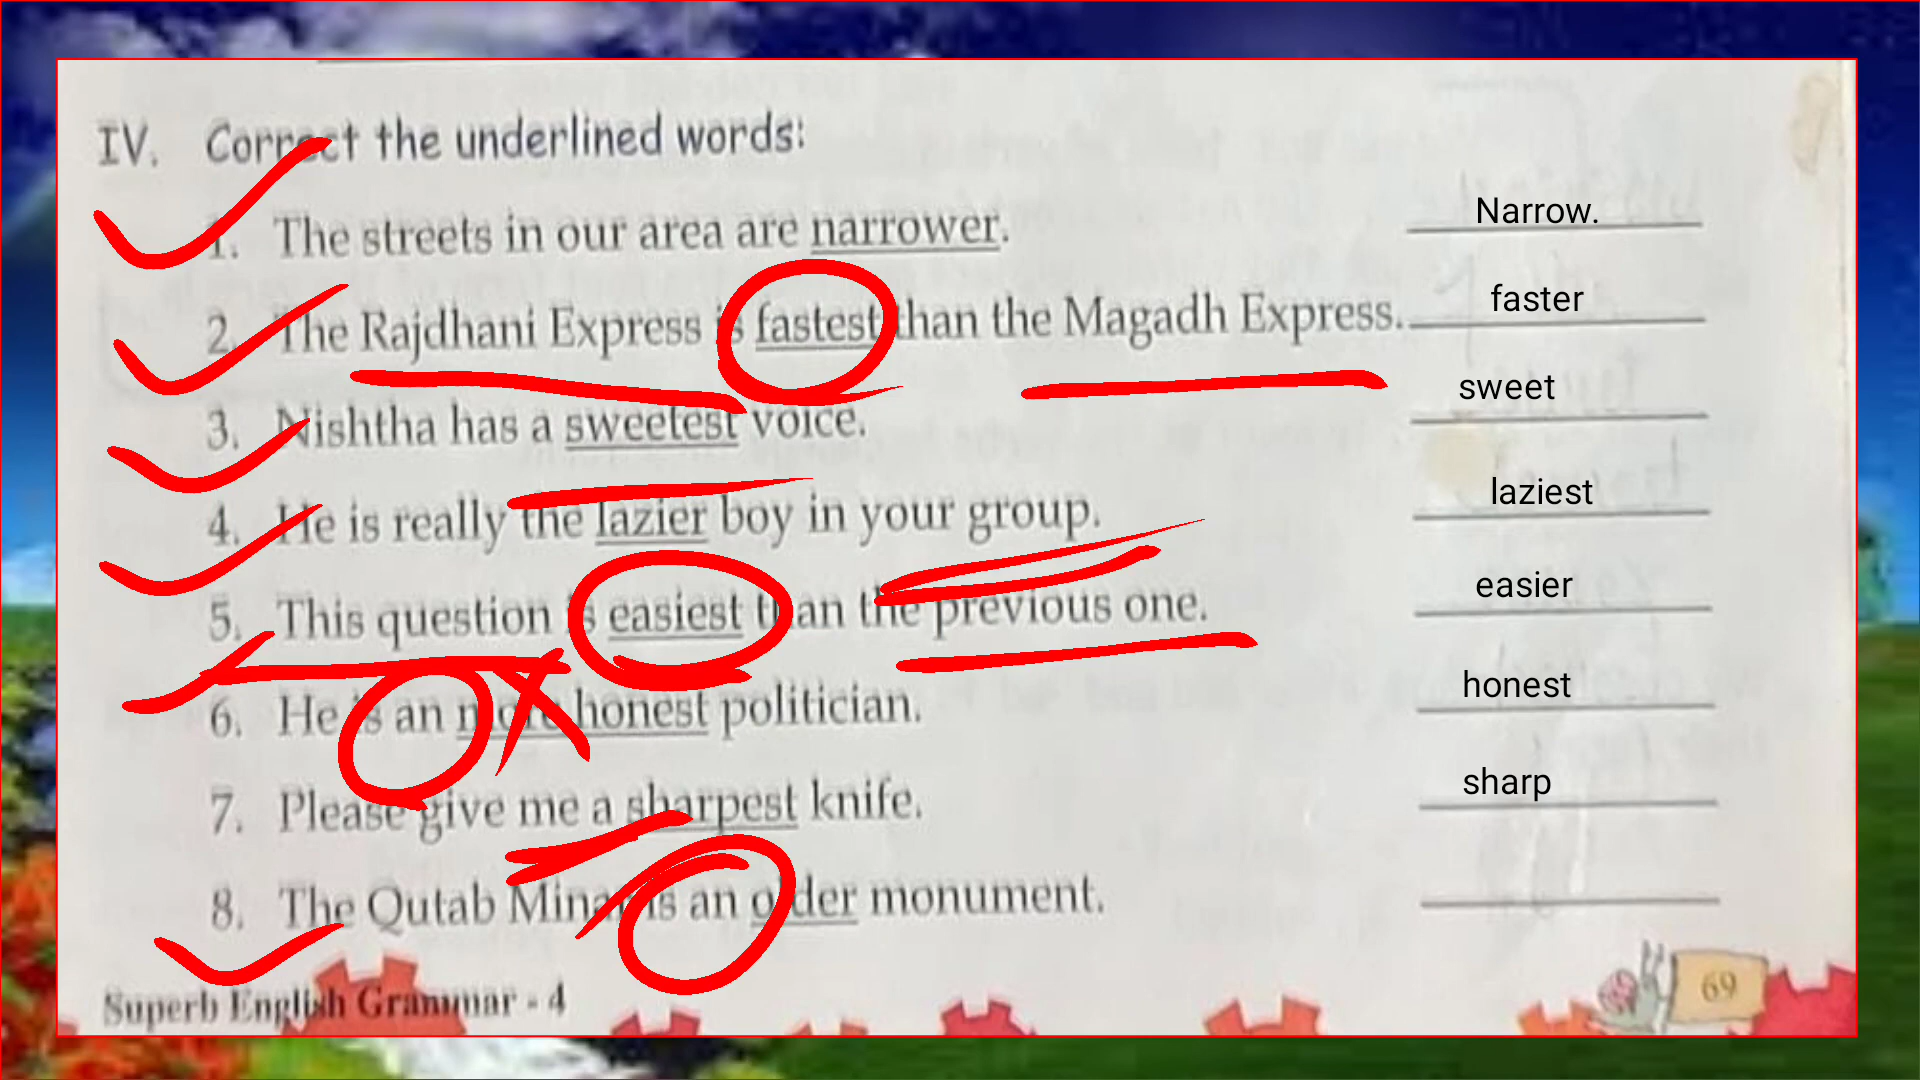 IV. Correct the underlined words:
1. The streets in our area are narrower. Narrow.
2. The Rajdhani Express is fastest than the Magadh Express. faster
3. Nishtha has a sweetest voice. sweet
4. He is really the lazier boy in your group. laziest
5. This question is easiest than the previous one. easier
6. He is an more honest politician. honest
7. Please give me a sharpest knife. sharp
8. The Qutab Minar is an older monument.
Superb English Grammar - 4
69